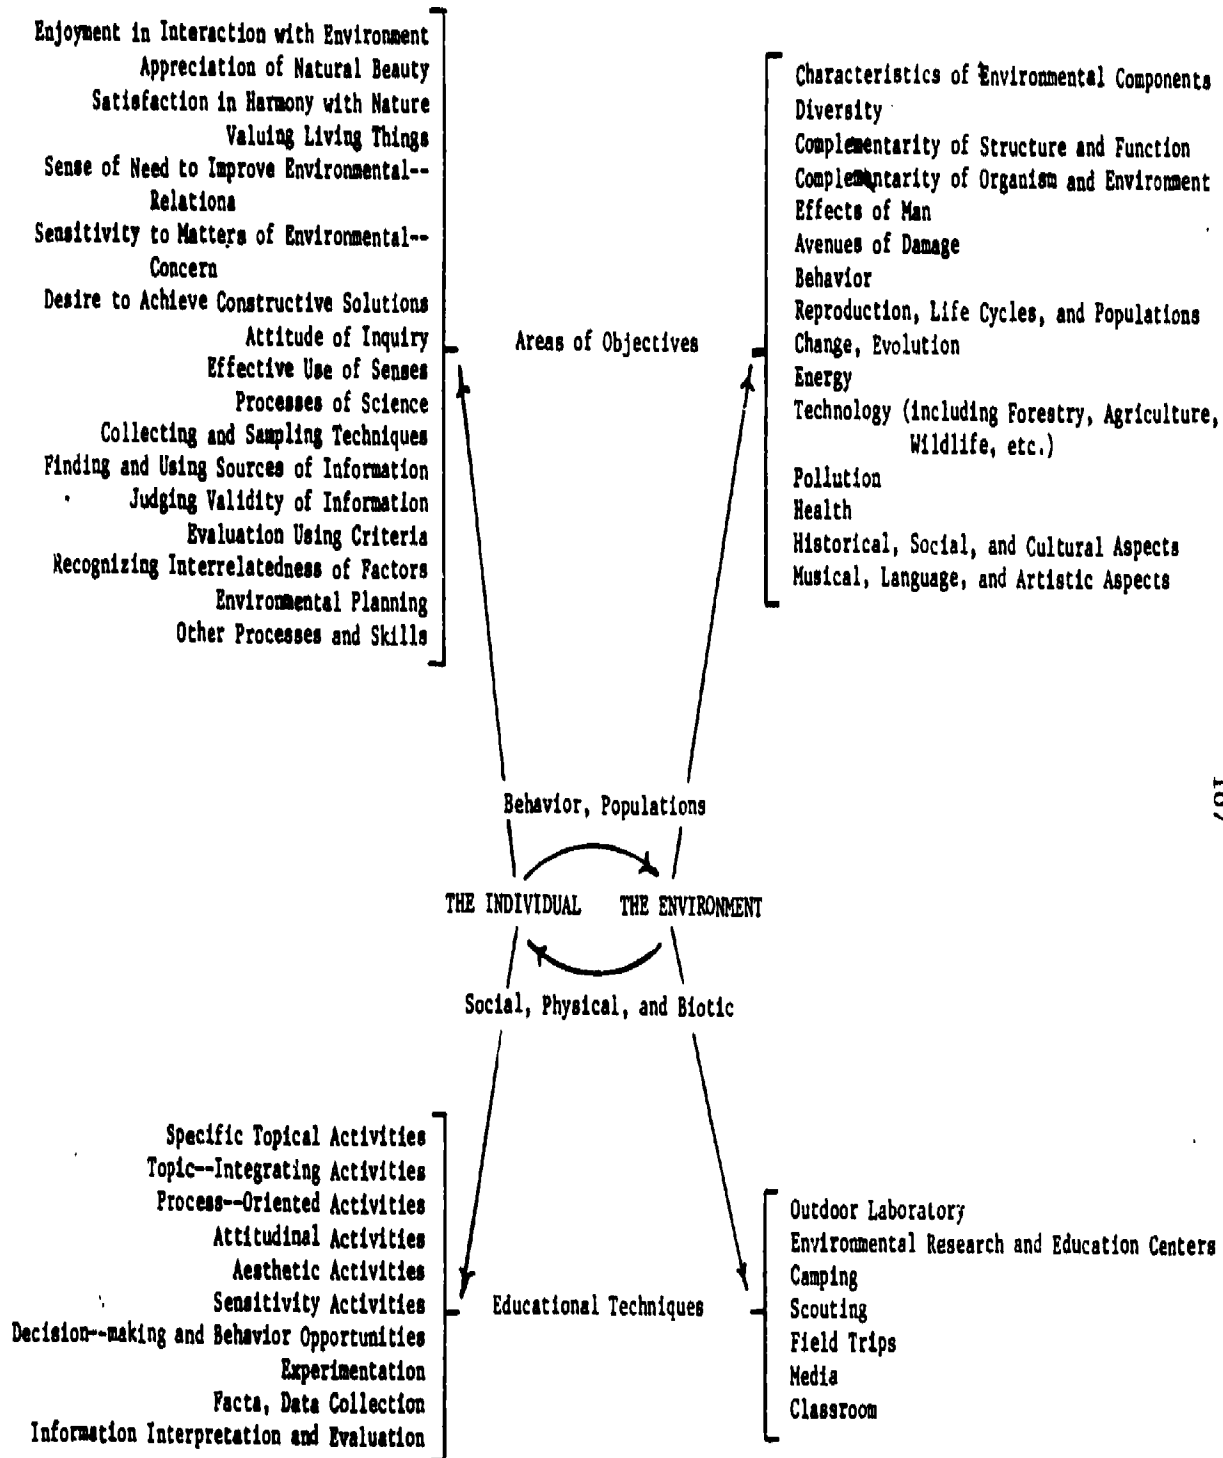 Enjoyment in Interaction with Environment
Appreciation of Natural Beauty
Satisfaction in Harmony with Nature
Valuing Living Things
Sense of Need to Improve Environmental--
Relations
Sensitivity to Matters of Environmental--
Concern
Desire to Achieve Constructive Solutions
Attitude of Inquiry
Effective Use of Senses
Processes of Science
Collecting and Sampling Techniques
Finding and Using Sources of Information
Judging Validity of Information
Evaluation Using Criteria
Recognizing Interrelatedness of Factors
Environmental Planning
Other Processes and Skills
Areas of Objectives
Characteristics of Environmental Components
Diversity
Complementarity of Structure and Function
Complementarity of Organism and Environment
Effects of Man
Avenues of Damage
Behavior
Reproduction, Life Cycles, and Populations
Change, Evolution
Energy
Technology (including Forestry, Agriculture,
Wildlife, etc.)
Pollution
Health
Historical, Social, and Cultural Aspects
Musical, Language, and Artistic Aspects
Behavior, Populations
THE INDIVIDUAL THE ENVIRONMENT
Social, Physical, and Biotic
Specific Topical Activities
Topic--Integrating Activities
Process--Oriented Activities
Attitudinal Activities
Aesthetic Activities
Sensitivity Activities
Decision--making and Behavior Opportunities
Experimentation
Facts, Data Collection
Information Interpretation and Evaluation
Educational Techniques
Outdoor Laboratory
Environmental Research and Education Centers
Camping
Scouting
Field Trips
Media
Classroom